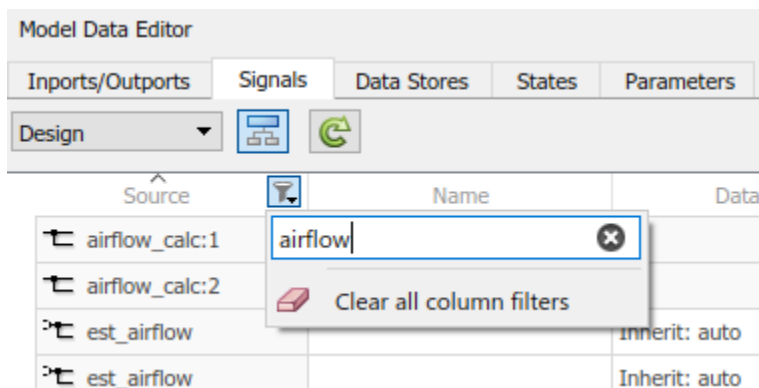 Model Data Editor
Inports/Outports Signals Data Stores States Parameters
Design
Source Name Data
airflow_calc:1 airflow
airflow_calc:2
Clear all column filters
est_airflow Inherit: auto
est_airflow Inherit: auto